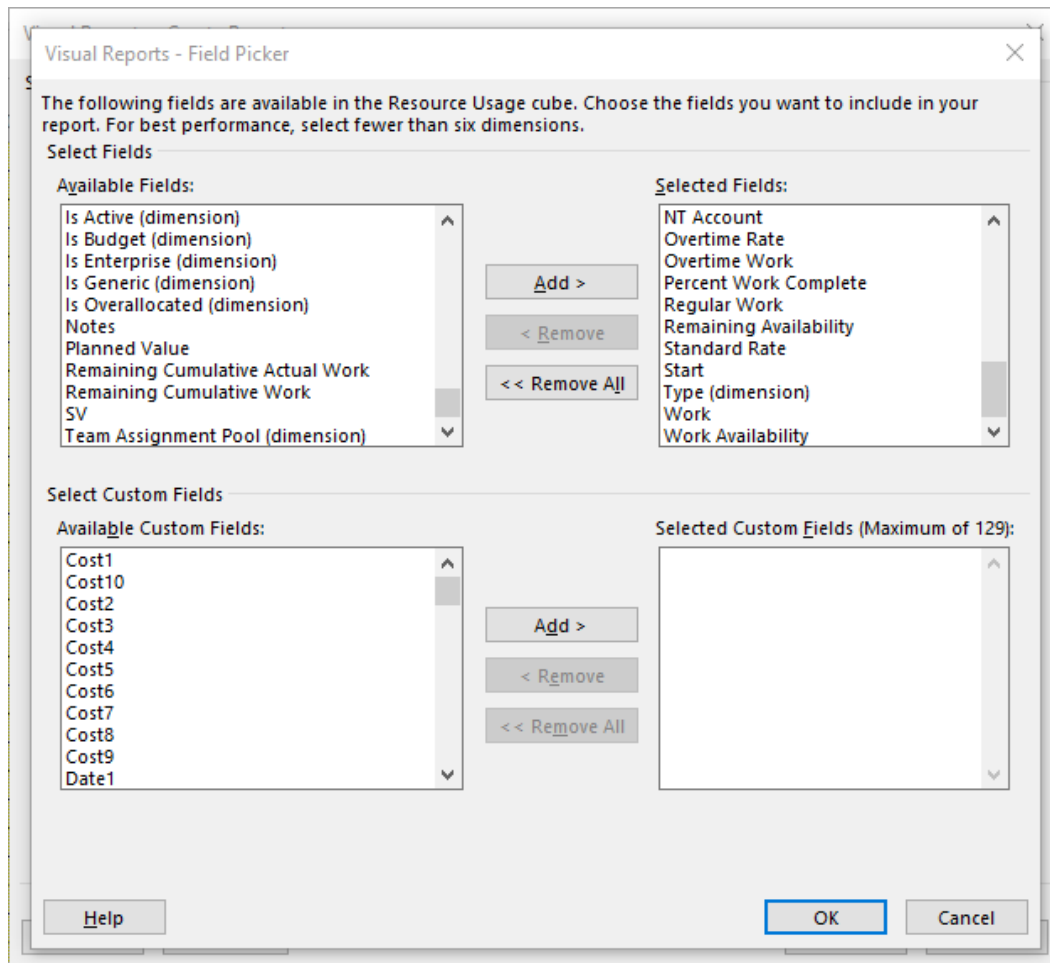 Visual Reports - Field Picker
The following fields are available in the Resource Usage cube. Choose the fields you want to include in your
report. For best performance, select fewer than six dimensions.
Select Fields
Available Fields:
Selected Fields:
Is Active (dimension)
Is Budget (dimension)
Is Enterprise (dimension)
Is Generic (dimension)
Is Overallocated (dimension)
Notes
Planned Value
Remaining Cumulative Actual Work
Remaining Cumulative Work
SV
Team Assignment Pool (dimension)
Add >
< Remove
<< Remove All
NT Account
Overtime Rate
Overtime Work
Percent Work Complete
Regular Work
Remaining Availability
Standard Rate
Start
Type (dimension)
Work
Work Availability
Select Custom Fields
Available Custom Fields:
Selected Custom Fields (Maximum of 129):
Cost1
Cost10
Cost2
Cost3
Cost4
Cost5
Cost6
Cost7
Cost8
Cost9
Date1
Add >
< Remove
<< Remove All
Help
OK
Cancel